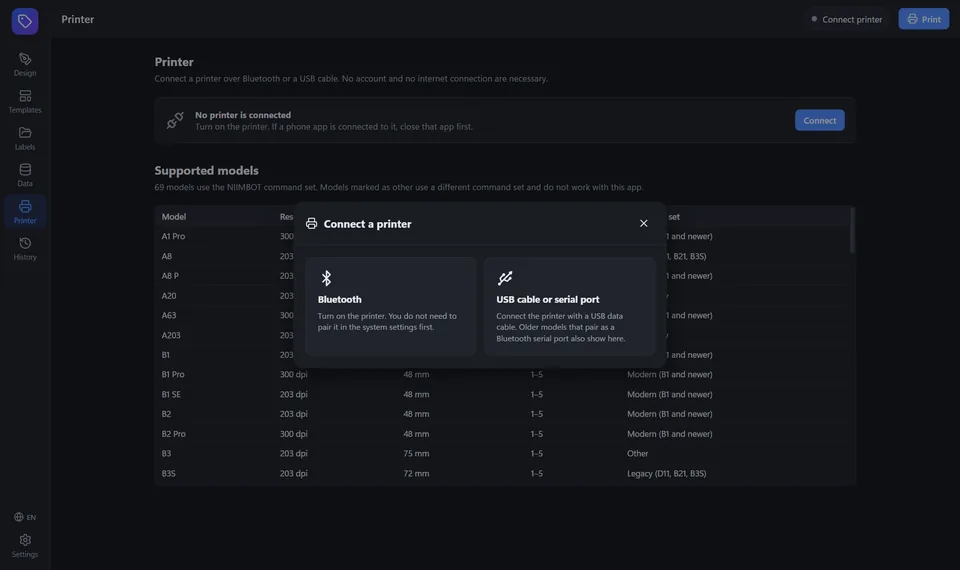 Printer
Connect printer
Print
Design
Templates
Labels
Data
Printer
History
EN
Settings
Printer
Connect a printer over Bluetooth or a USB cable. No account and no internet connection are necessary.
No printer is connected
Turn on the printer. If a phone app is connected to it, close that app first.
Connect
Supported models
69 models use the NIIMBOT command set. Models marked as other use a different command set and do not work with this app.
Model Res set
A1 Pro 300 1 and newer)
A8 203 11, B21, B3S)
A8 P 203 1 and newer)
A20 203
A63 300 1 and newer)
A203 203
B1 203 1 and newer)
B1 Pro 300 dpi 48 mm 1–5 Modern (B1 and newer)
B1 SE 203 dpi 48 mm 1–5 Modern (B1 and newer)
B2 203 dpi 48 mm 1–5 Modern (B1 and newer)
B2 Pro 300 dpi 48 mm 1–5 Modern (B1 and newer)
B3 203 dpi 75 mm 1–5 Other
B3S 203 dpi 72 mm 1–5 Legacy (D11, B21, B3S)
Connect a printer
Bluetooth
Turn on the printer. You do not need to
pair it in the system settings first.
USB cable or serial port
Connect the printer with a USB data
cable. Older models that pair as a
Bluetooth serial port also show here.